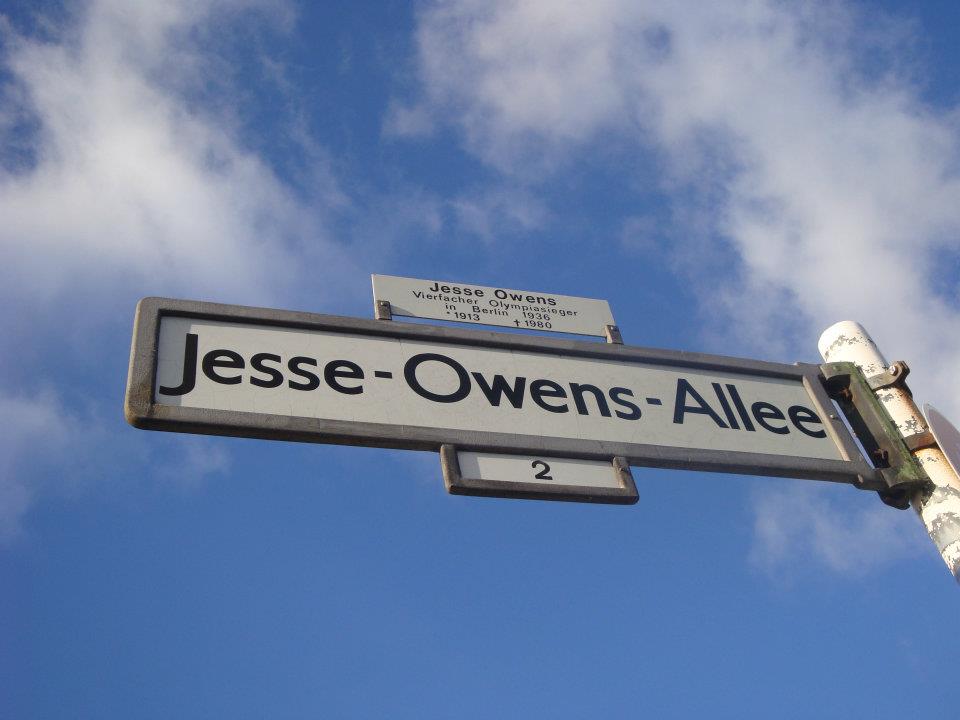 Jesse Owens
Vierfacher Olympiasieger
in Berlin 1936
*1913 †1980
Jesse-Owens-Allee
2